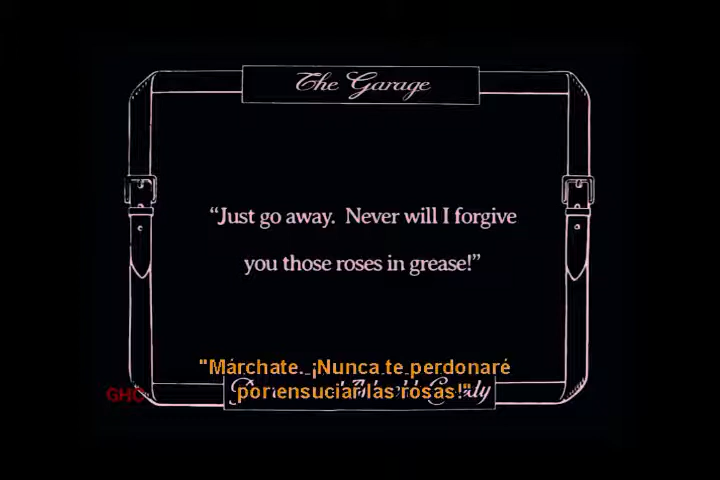 The Garage
“Just go away. Never will I forgive
you those roses in grease!”
"Márchate. ¡Nunca te perdonaré
por ensuciar las rosas!"
GHC